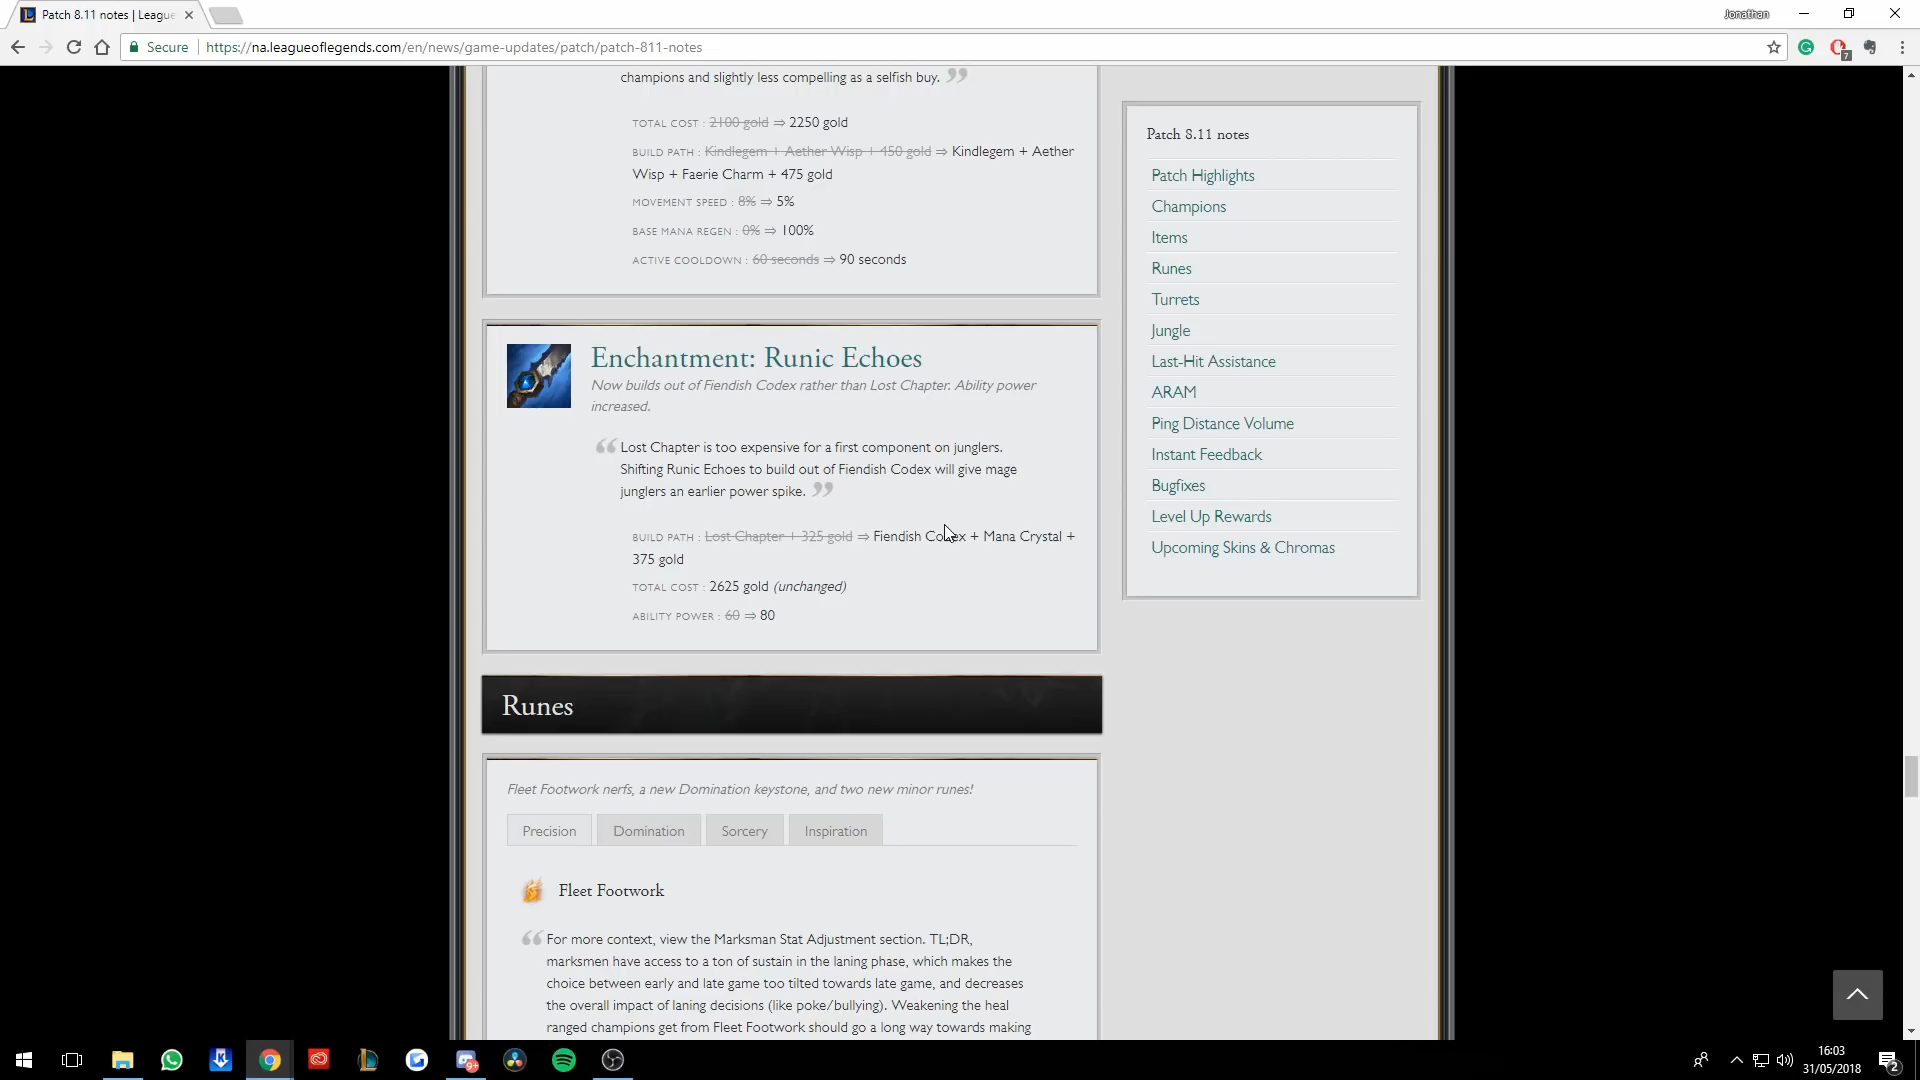 Patch 8.11 notes | Leagu
Jonathan
Secure
https://na.leagueoflegends.com/en/news/game-updates/patch/patch-811-notes
7
champions and slightly less compelling as a selfish buy. ”
TOTAL COST : 2100 gold ⇒ 2250 gold
BUILD PATH : Kindlegem + Aether Wisp + 450 gold ⇒ Kindlegem + Aether
Wisp + Faerie Charm + 475 gold
MOVEMENT SPEED : 8% ⇒ 5%
BASE MANA REGEN : 0% ⇒ 100%
ACTIVE COOLDOWN : 60 seconds ⇒ 90 seconds
Enchantment: Runic Echoes
Now builds out of Fiendish Codex rather than Lost Chapter. Ability power
increased.
“ Lost Chapter is too expensive for a first component on junglers.
Shifting Runic Echoes to build out of Fiendish Codex will give mage
junglers an earlier power spike. ”
BUILD PATH : Lost Chapter + 325 gold ⇒ Fiendish Codex + Mana Crystal +
375 gold
TOTAL COST : 2625 gold (unchanged)
ABILITY POWER : 60 ⇒ 80
Runes
Fleet Footwork nerfs, a new Domination keystone, and two new minor runes!
Precision Domination Sorcery Inspiration
Fleet Footwork
“ For more context, view the Marksman Stat Adjustment section. TL;DR,
marksmen have access to a ton of sustain in the laning phase, which makes the
choice between early and late game too tilted towards late game, and decreases
the overall impact of laning decisions (like poke/bullying). Weakening the heal
ranged champions get from Fleet Footwork should go a long way towards making
Patch 8.11 notes
Patch Highlights
Champions
Items
Runes
Turrets
Jungle
Last-Hit Assistance
ARAM
Ping Distance Volume
Instant Feedback
Bugfixes
Level Up Rewards
Upcoming Skins & Chromas
16:03
31/05/2018
2